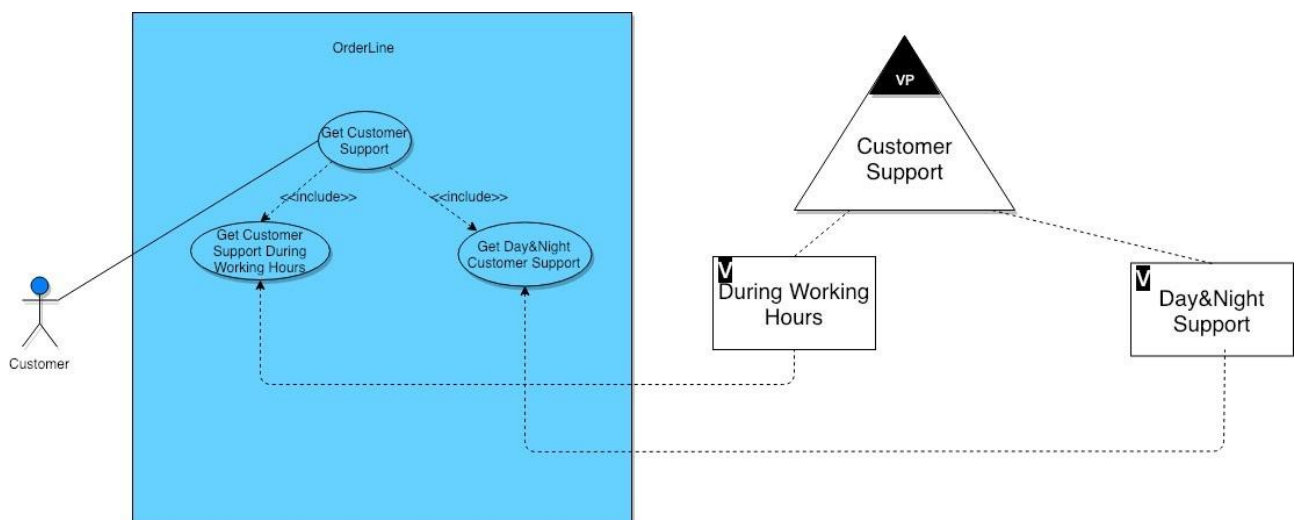 OrderLine
Get Customer
Support
<<include>>
<<include>>
Get Customer
Support During
Working Hours
Get Day&Night
Customer Support
Customer
VP
Customer
Support
V
During Working
Hours
V
Day&Night
Support